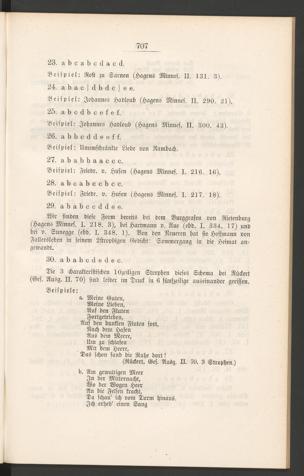 707
23. a b c a b c d a c d.
Beispiel: Rost zu Sarnen (Hagens Minnes. II. 131, 3).
24. a b a c | d b d c | e e.
Beispiel: Johannes Hadloub (Hagens Minnes. II. 290, 21),
25. a b c d b c e f e f.
Beispiel: Johannes Hadloub (Hagens Minnes. II. 300, 43).
26. a b b c d d e e f f.
Beispiel: Umeinschränkte Liebe von Rambach.
27. a b a b b a a c c c.
Beispiel: Friedr. v. Husen (Hagens Minnes. I. 216, 16).
28. a b c a b c c b c c.
Beispiel: Friedr. v. Husen (Hagens Minnes. I. 217, 18).
29. a b a b c d d e e e.
Wir finden diese Form bereits bei dem Burggrafen von Rietenburg
(Hagens Minnes. I. 218, 3), bei Hartmann v. Aue (ebd. I. 334, 17) und
bei v. Sunegge (ebd. I. 348, 1). Von den Neueren hat sie Hoffmann von
Fallersleben in seinem 2strophigen Gedicht: Sommergang in die Heimat an-
gewandt.
30. a b a b c d e d e c.
Die 3 charakteristischen 10zeiligen Strophen dieses Schema bei Rückert
(Ges. Ausg. II. 70) sind leider im Druck in 6 fünfzeilige auseinander gerissen.
Beispiele:
a. Meine Guten,
Meine Lieben,
Auf den Fluten
Fortgetrieben,
Auf den dunklen Fluten fort,
Nach dem Hafen
Aus dem Meere,
Um zu schlafen
Mit dem Heere,
Das schon fand die Ruhe dort!
(Rückert, Ges. Ausg. II. 70, 3 Strophen.)
b. Am gewaltigen Meer
In der Mitternacht,
Wo der Wogen Heer
An die Felsen kracht,
Da schau' ich vom Turm hinaus.
Ich erheb' einen Sang